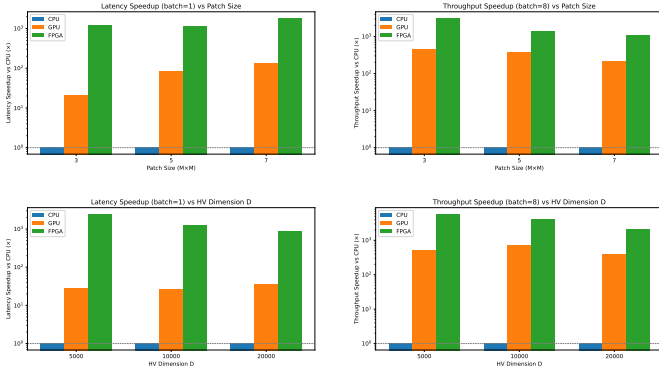 Latency Speedup (batch=1) vs Patch Size
Latency Speedup vs CPU (×)
10³
10²
10¹
10⁰
CPU
GPU
FPGA
3
5
7
Patch Size (M×M)
Throughput Speedup (batch=8) vs Patch Size
Throughput Speedup vs CPU (×)
10³
10²
10¹
10⁰
CPU
GPU
FPGA
3
5
7
Patch Size (M×M)
Latency Speedup (batch=1) vs HV Dimension D
Latency Speedup vs CPU (×)
10³
10²
10¹
10⁰
CPU
GPU
FPGA
5000
10000
20000
HV Dimension D
Throughput Speedup (batch=8) vs HV Dimension D
Throughput Speedup vs CPU (×)
10³
10²
10¹
10⁰
CPU
GPU
FPGA
5000
10000
20000
HV Dimension D